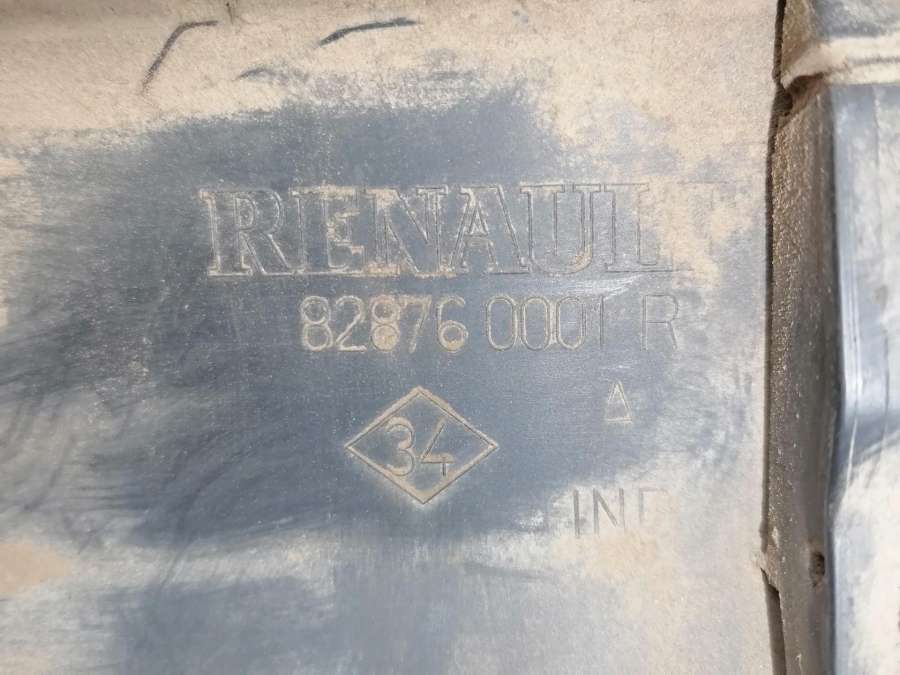 RENAULT
82876 0001 R
34
IND